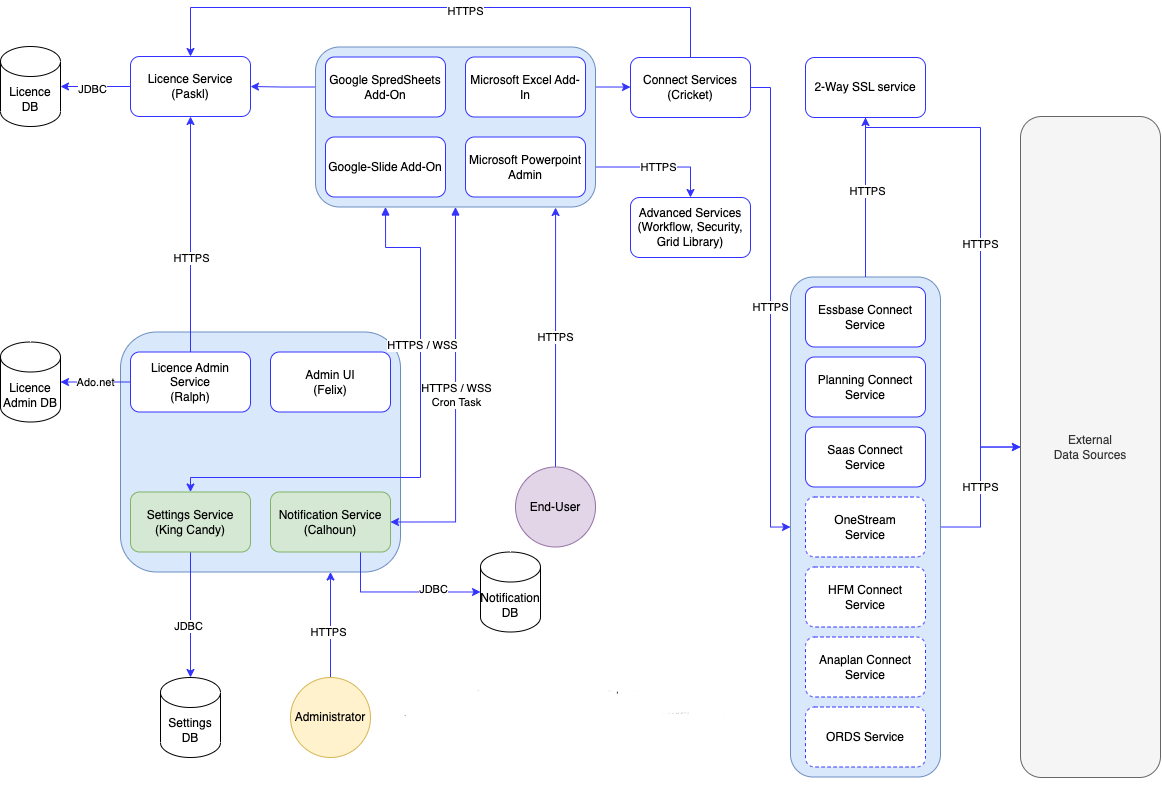 HTTPS
Licence
DB
JDBC
Licence Service
(Paskl)
Google SpredSheets
Add-On
Microsoft Excel Add-
In
Google-Slide Add-On
Microsoft Powerpoint
Admin
Connect Services
(Cricket)
2-Way SSL service
HTTPS
Advanced Services
(Workflow, Security,
Grid Library)
HTTPS
HTTPS
HTTPS
HTTPS
HTTPS
HTTPS / WSS
HTTPS / WSS
Cron Task
Licence
Admin DB
Ado.net
Licence Admin
Service
(Ralph)
Admin UI
(Felix)
Settings Service
(King Candy)
Notification Service
(Calhoun)
End-User
JDBC
Notification
DB
JDBC
HTTPS
Settings
DB
Administrator
Essbase Connect
Service
Planning Connect
Service
Saas Connect
Service
OneStream
Service
HFM Connect
Service
Anaplan Connect
Service
ORDS Service
HTTPS
External
Data Sources